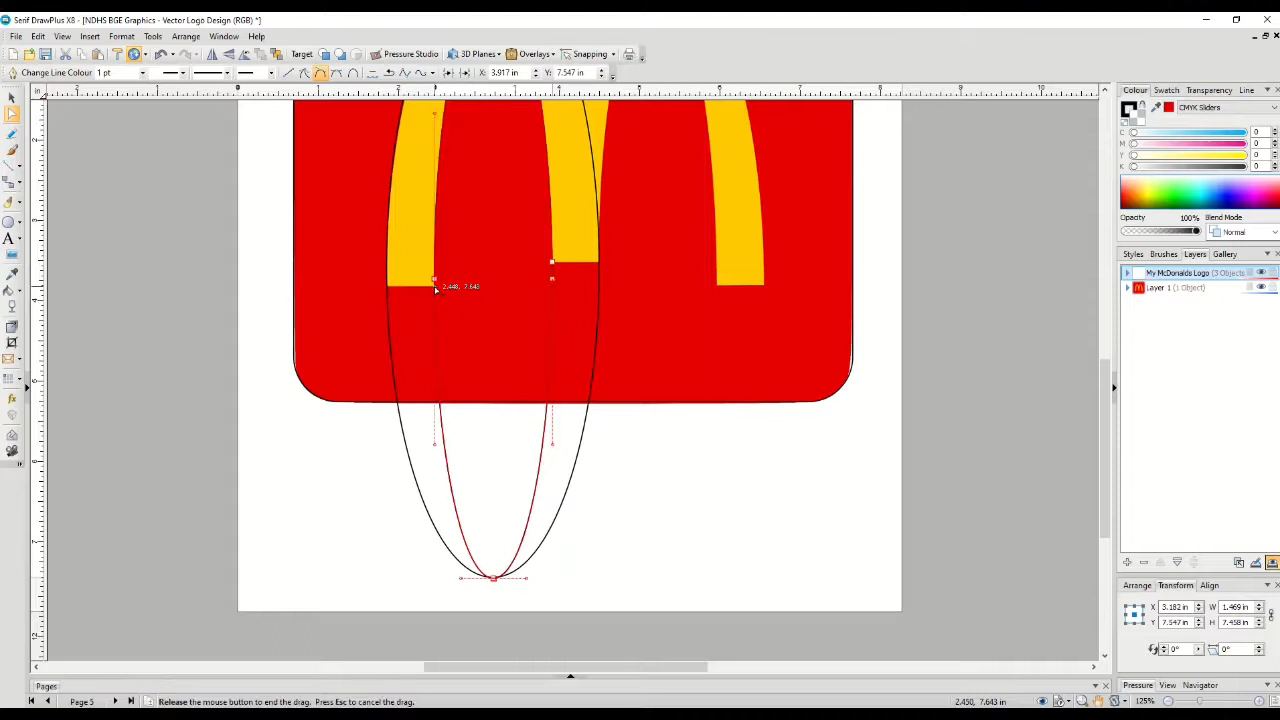 Serif DrawPlus X8 - [NDHS BGE Graphics - Vector Logo Design (RGB) *]
File Edit View Insert Format Tools Arrange Window Help
Target Pressure Studio 3D Planes Overlays Snapping
Change Line Colour 1 pt X: 3.917 in Y: 7.547 in
in
Colour Swatch Transparency Line
CMYK Sliders
C 0
M 0
Y 0
K 0
Opacity 100% Blend Mode
Normal
Styles Brushes Layers Gallery
My McDonalds Logo (3 Objects)
Layer 1 (1 Object)
2.448, 7.643
Arrange Transform Align
X 3.182 in W 1.469 in
Y 7.547 in H 7.458 in
0° 0°
Pages
Pressure View Navigator
Page 5 Release the mouse button to end the drag. Press Esc to cancel the drag. 2.450, 7.643 in 125%